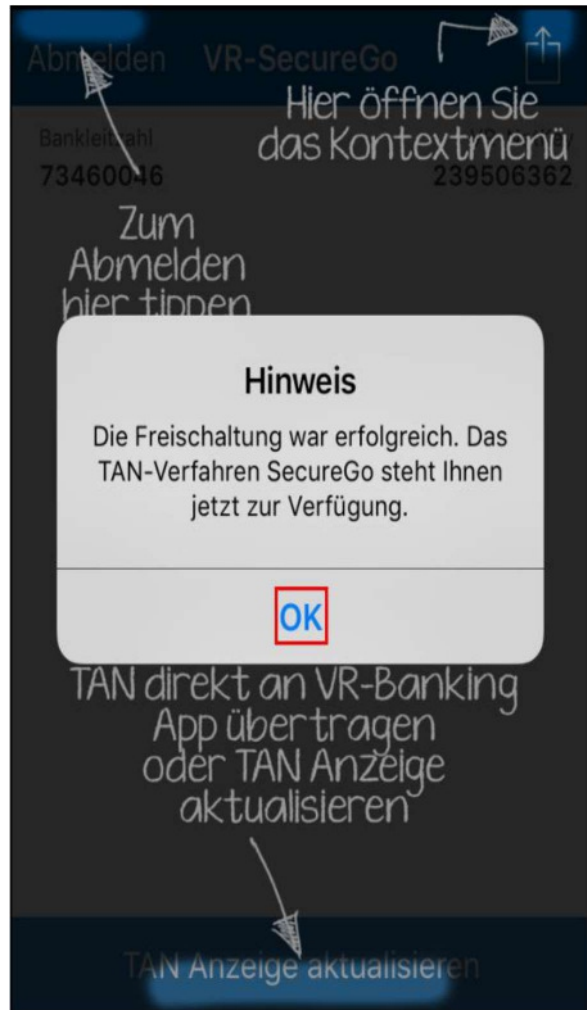 Abmelden VR-SecureGo
Hier öffnen Sie
das Kontextmenü
Bankleitzahl
73460046 239506362
Zum
Abmelden
hier tippen
Hinweis
Die Freischaltung war erfolgreich. Das
TAN-Verfahren SecureGo steht Ihnen
jetzt zur Verfügung.
OK
TAN direkt an VR-Banking
App übertragen
oder TAN Anzeige
aktualisieren
TAN Anzeige aktualisieren